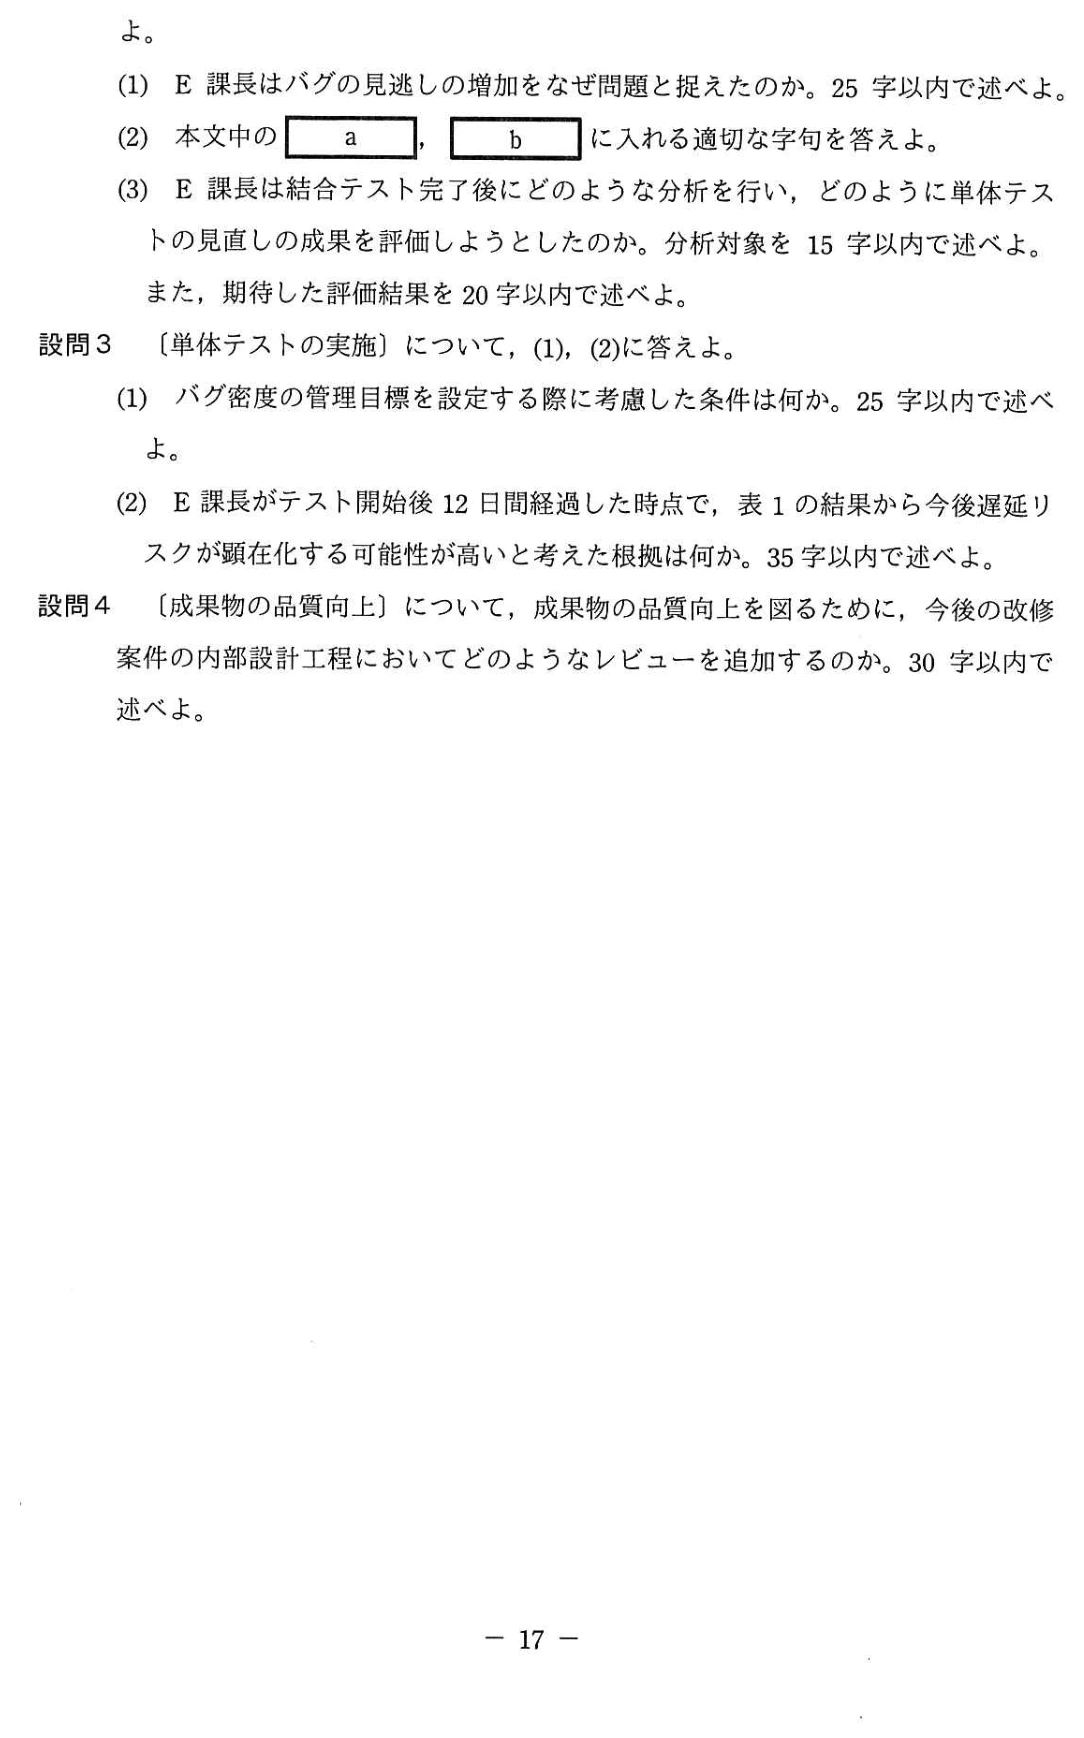 よ。
(1) E 課長はバグの見逃しの増加をなぜ問題と捉えたのか。25 字以内で述べよ。
(2) 本文中の a ， b に入れる適切な字句を答えよ。
(3) E 課長は結合テスト完了後にどのような分析を行い，どのように単体テス
トの見直しの成果を評価しようとしたのか。分析対象を 15 字以内で述べよ。
また，期待した評価結果を 20 字以内で述べよ。
設問3 〔単体テストの実施〕について，(1)，(2)に答えよ。
(1) バグ密度の管理目標を設定する際に考慮した条件は何か。25 字以内で述べ
よ。
(2) E 課長がテスト開始後 12 日間経過した時点で，表 1 の結果から今後遅延リ
スクが顕在化する可能性が高いと考えた根拠は何か。35 字以内で述べよ。
設問4 〔成果物の品質向上〕について，成果物の品質向上を図るために，今後の改修
案件の内部設計工程においてどのようなレビューを追加するのか。30 字以内で
述べよ。
－ 17 －